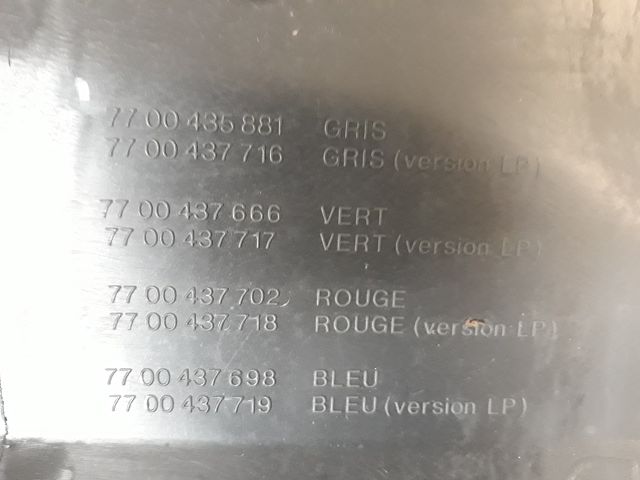 77 00 435 881 GRIS
77 00 437 716 GRIS (version LP)
77 00 437 666 VERT
77 00 437 717 VERT (version LP)
77 00 437 702 ROUGE
77 00 437 718 ROUGE (version LP)
77 00 437 698 BLEU
77 00 437 719 BLEU (version LP)